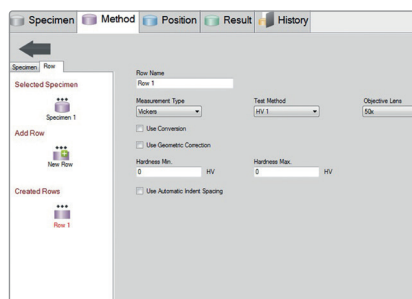 Specimen Method Position Result History
Specimen Row
Selected Specimen
Specimen 1
Add Row
New Row
Created Rows
Row 1
Row Name
Row 1
Measurement Type Test Method Objective Lens
Vickers HV 1 50x
Use Conversion
Use Geometric Correction
Hardness Min. Hardness Max.
0 HV 0 HV
Use Automatic Indent Spacing